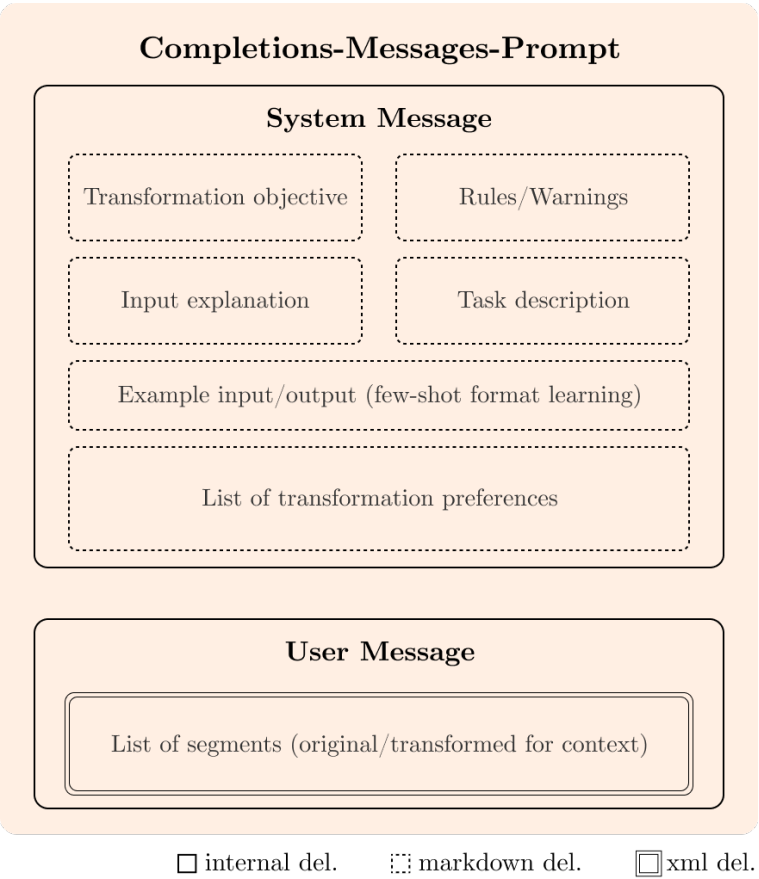 Completions-Messages-Prompt
System Message
Transformation objective
Rules/Warnings
Input explanation
Task description
Example input/output (few-shot format learning)
List of transformation preferences
User Message
List of segments (original/transformed for context)
internal del.
markdown del.
xml del.